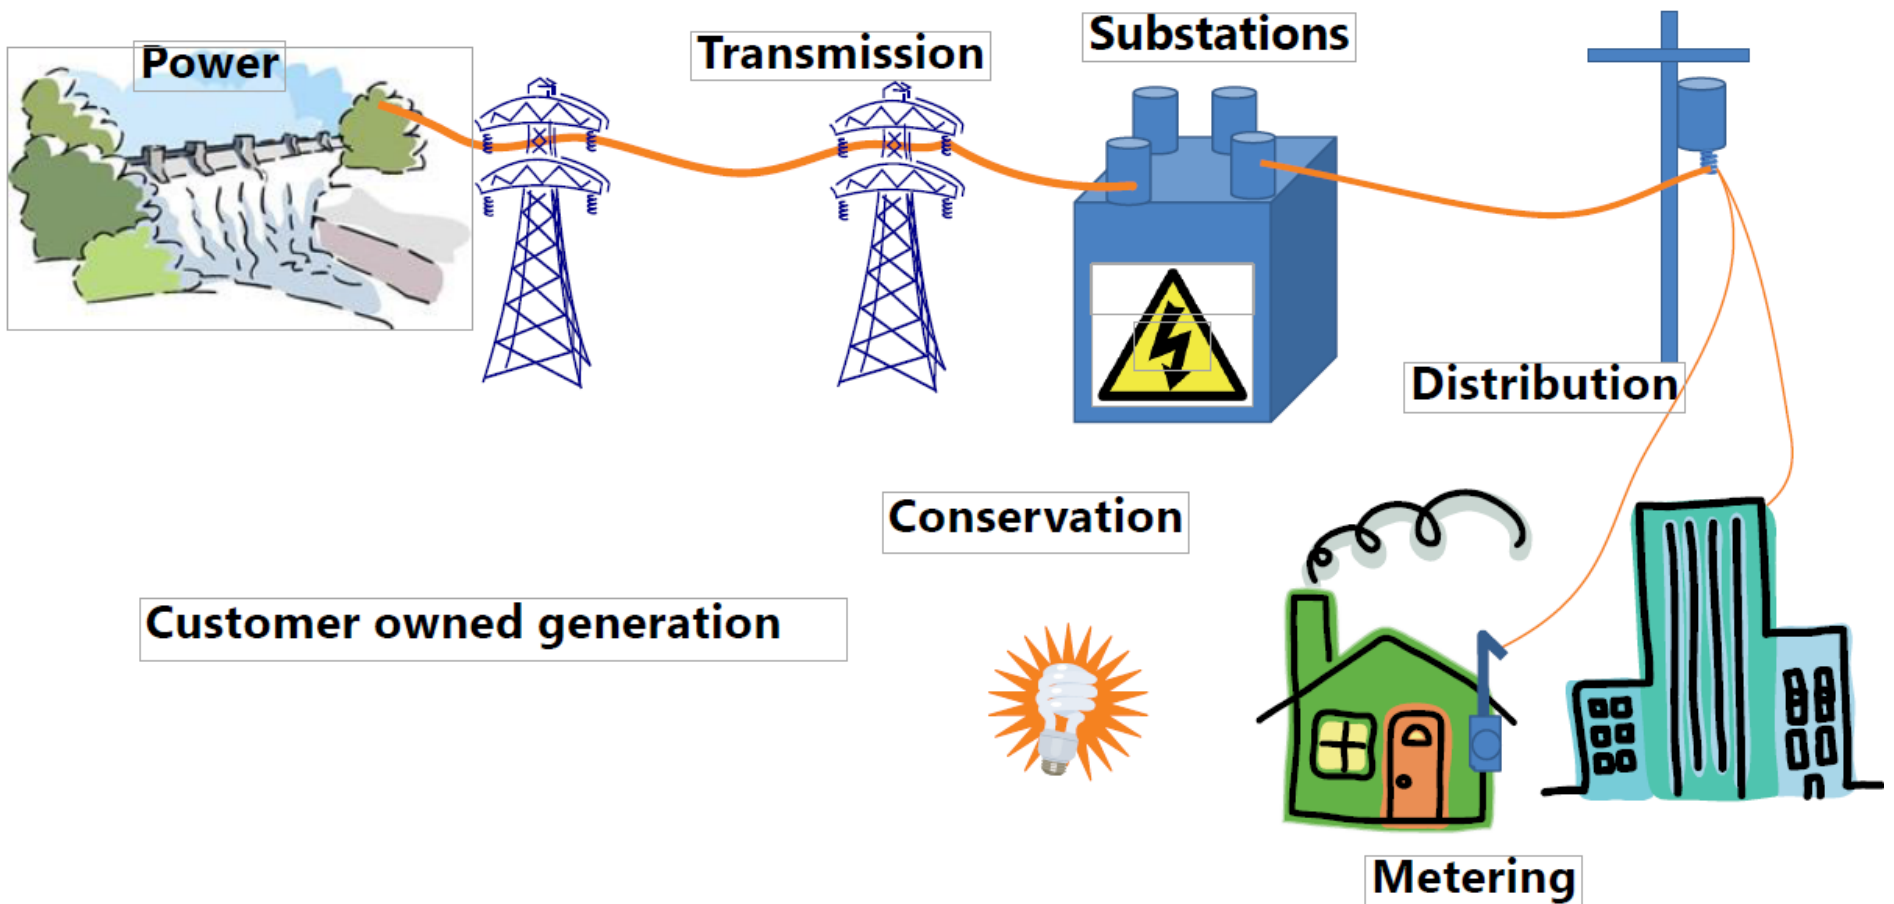 Power
Transmission
Substations
Distribution
Conservation
Customer owned generation
Metering